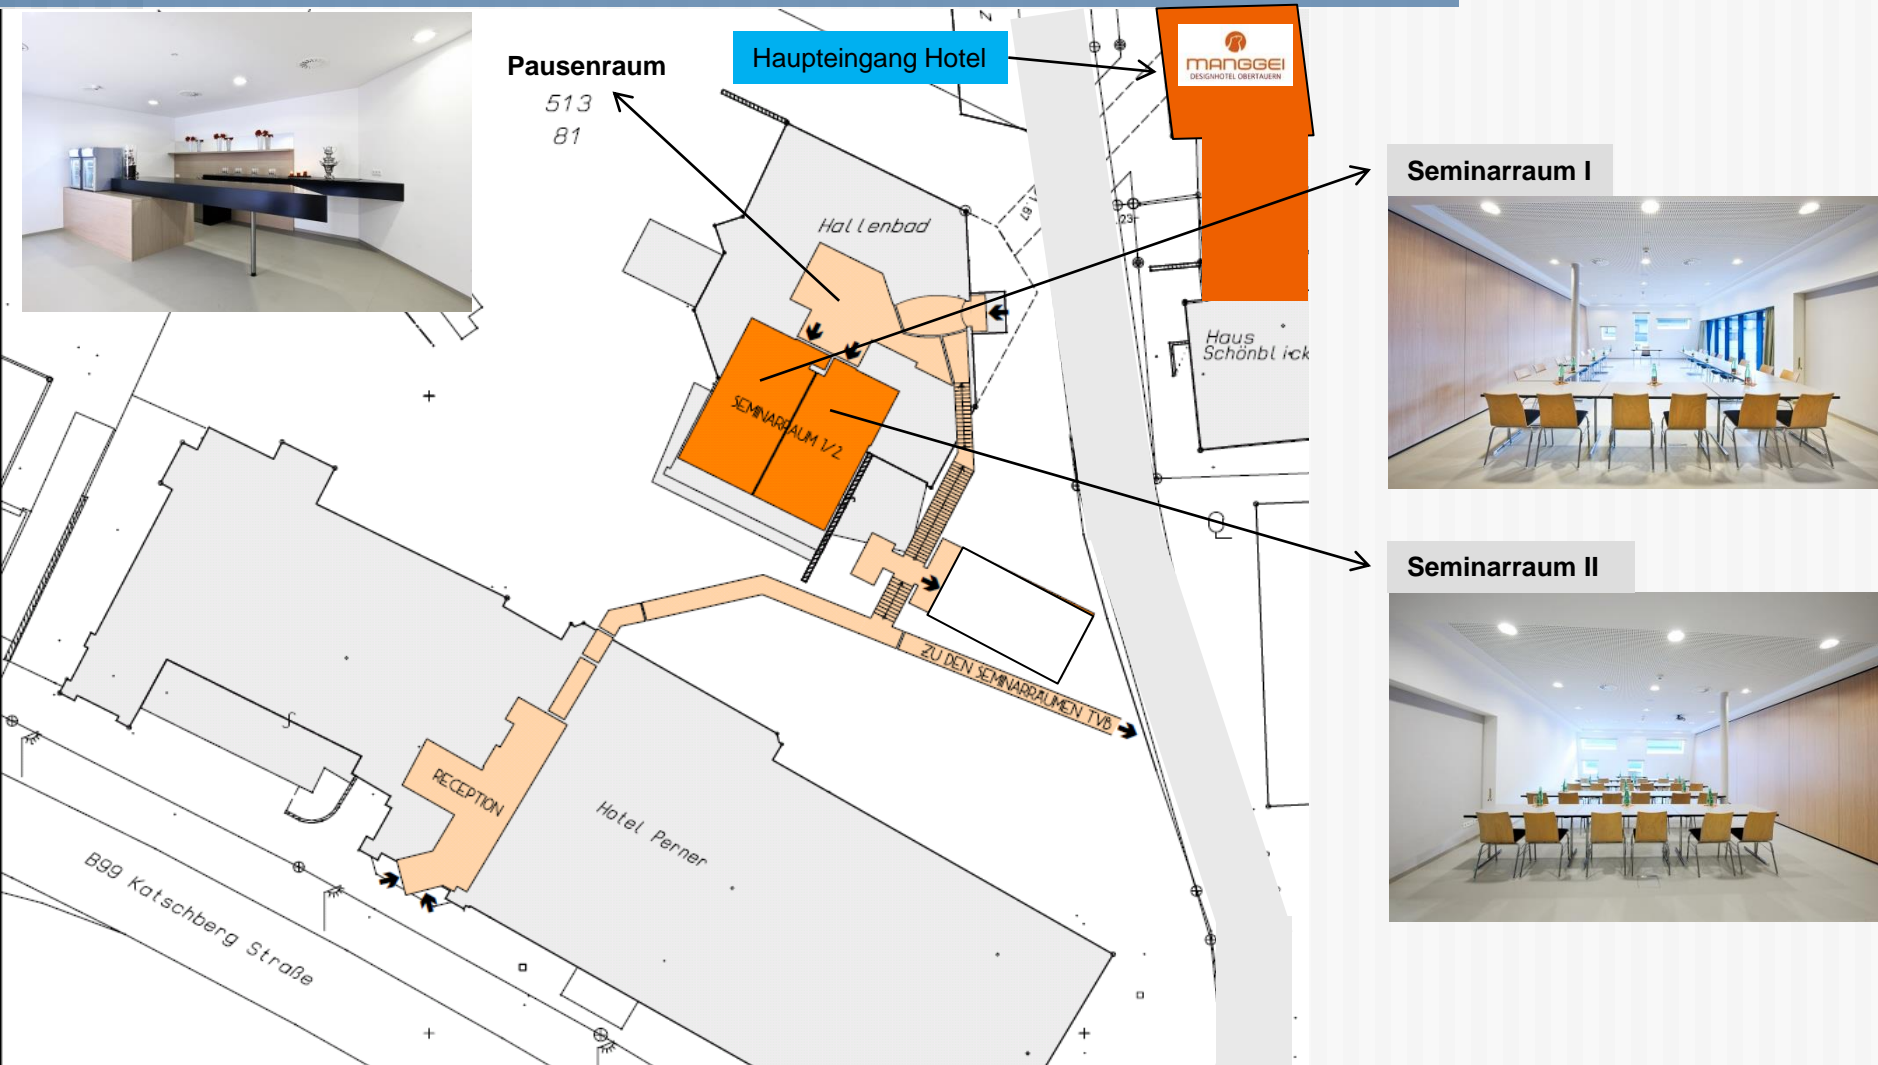 Pausenraum
513
81
Haupteingang Hotel
MANGGEI
DESIGNHOTEL OBERTAUERN
Seminarraum I
Hallenbad
23
Haus
Schönblick
SEMINARRAUM 1/2
Seminarraum II
ZU DEN SEMINARRÄUMEN TVB
RECEPTION
Hotel Perner
B99 Katschberg Straße